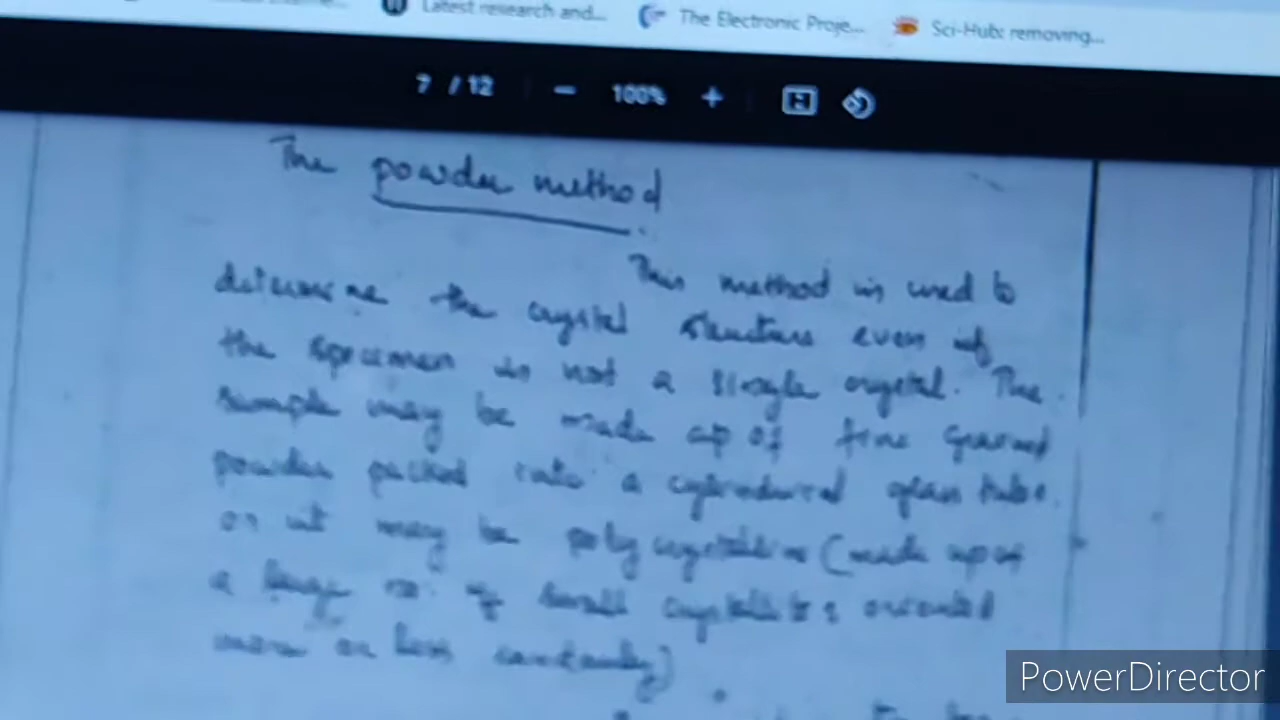 Latest research and...
The Electronic Proje...
Sci-Hub: removing...
7 / 12
100%
The powder method
This method is used to
determine the crystal structure even if
the specimen is not a single crystal. The
sample may be made up of fine grained
powder packed into a cylindrical glass tube.
or it may be polycrystalline (made up of
a large no. of small crystallites oriented
more or less randomly)
PowerDirector